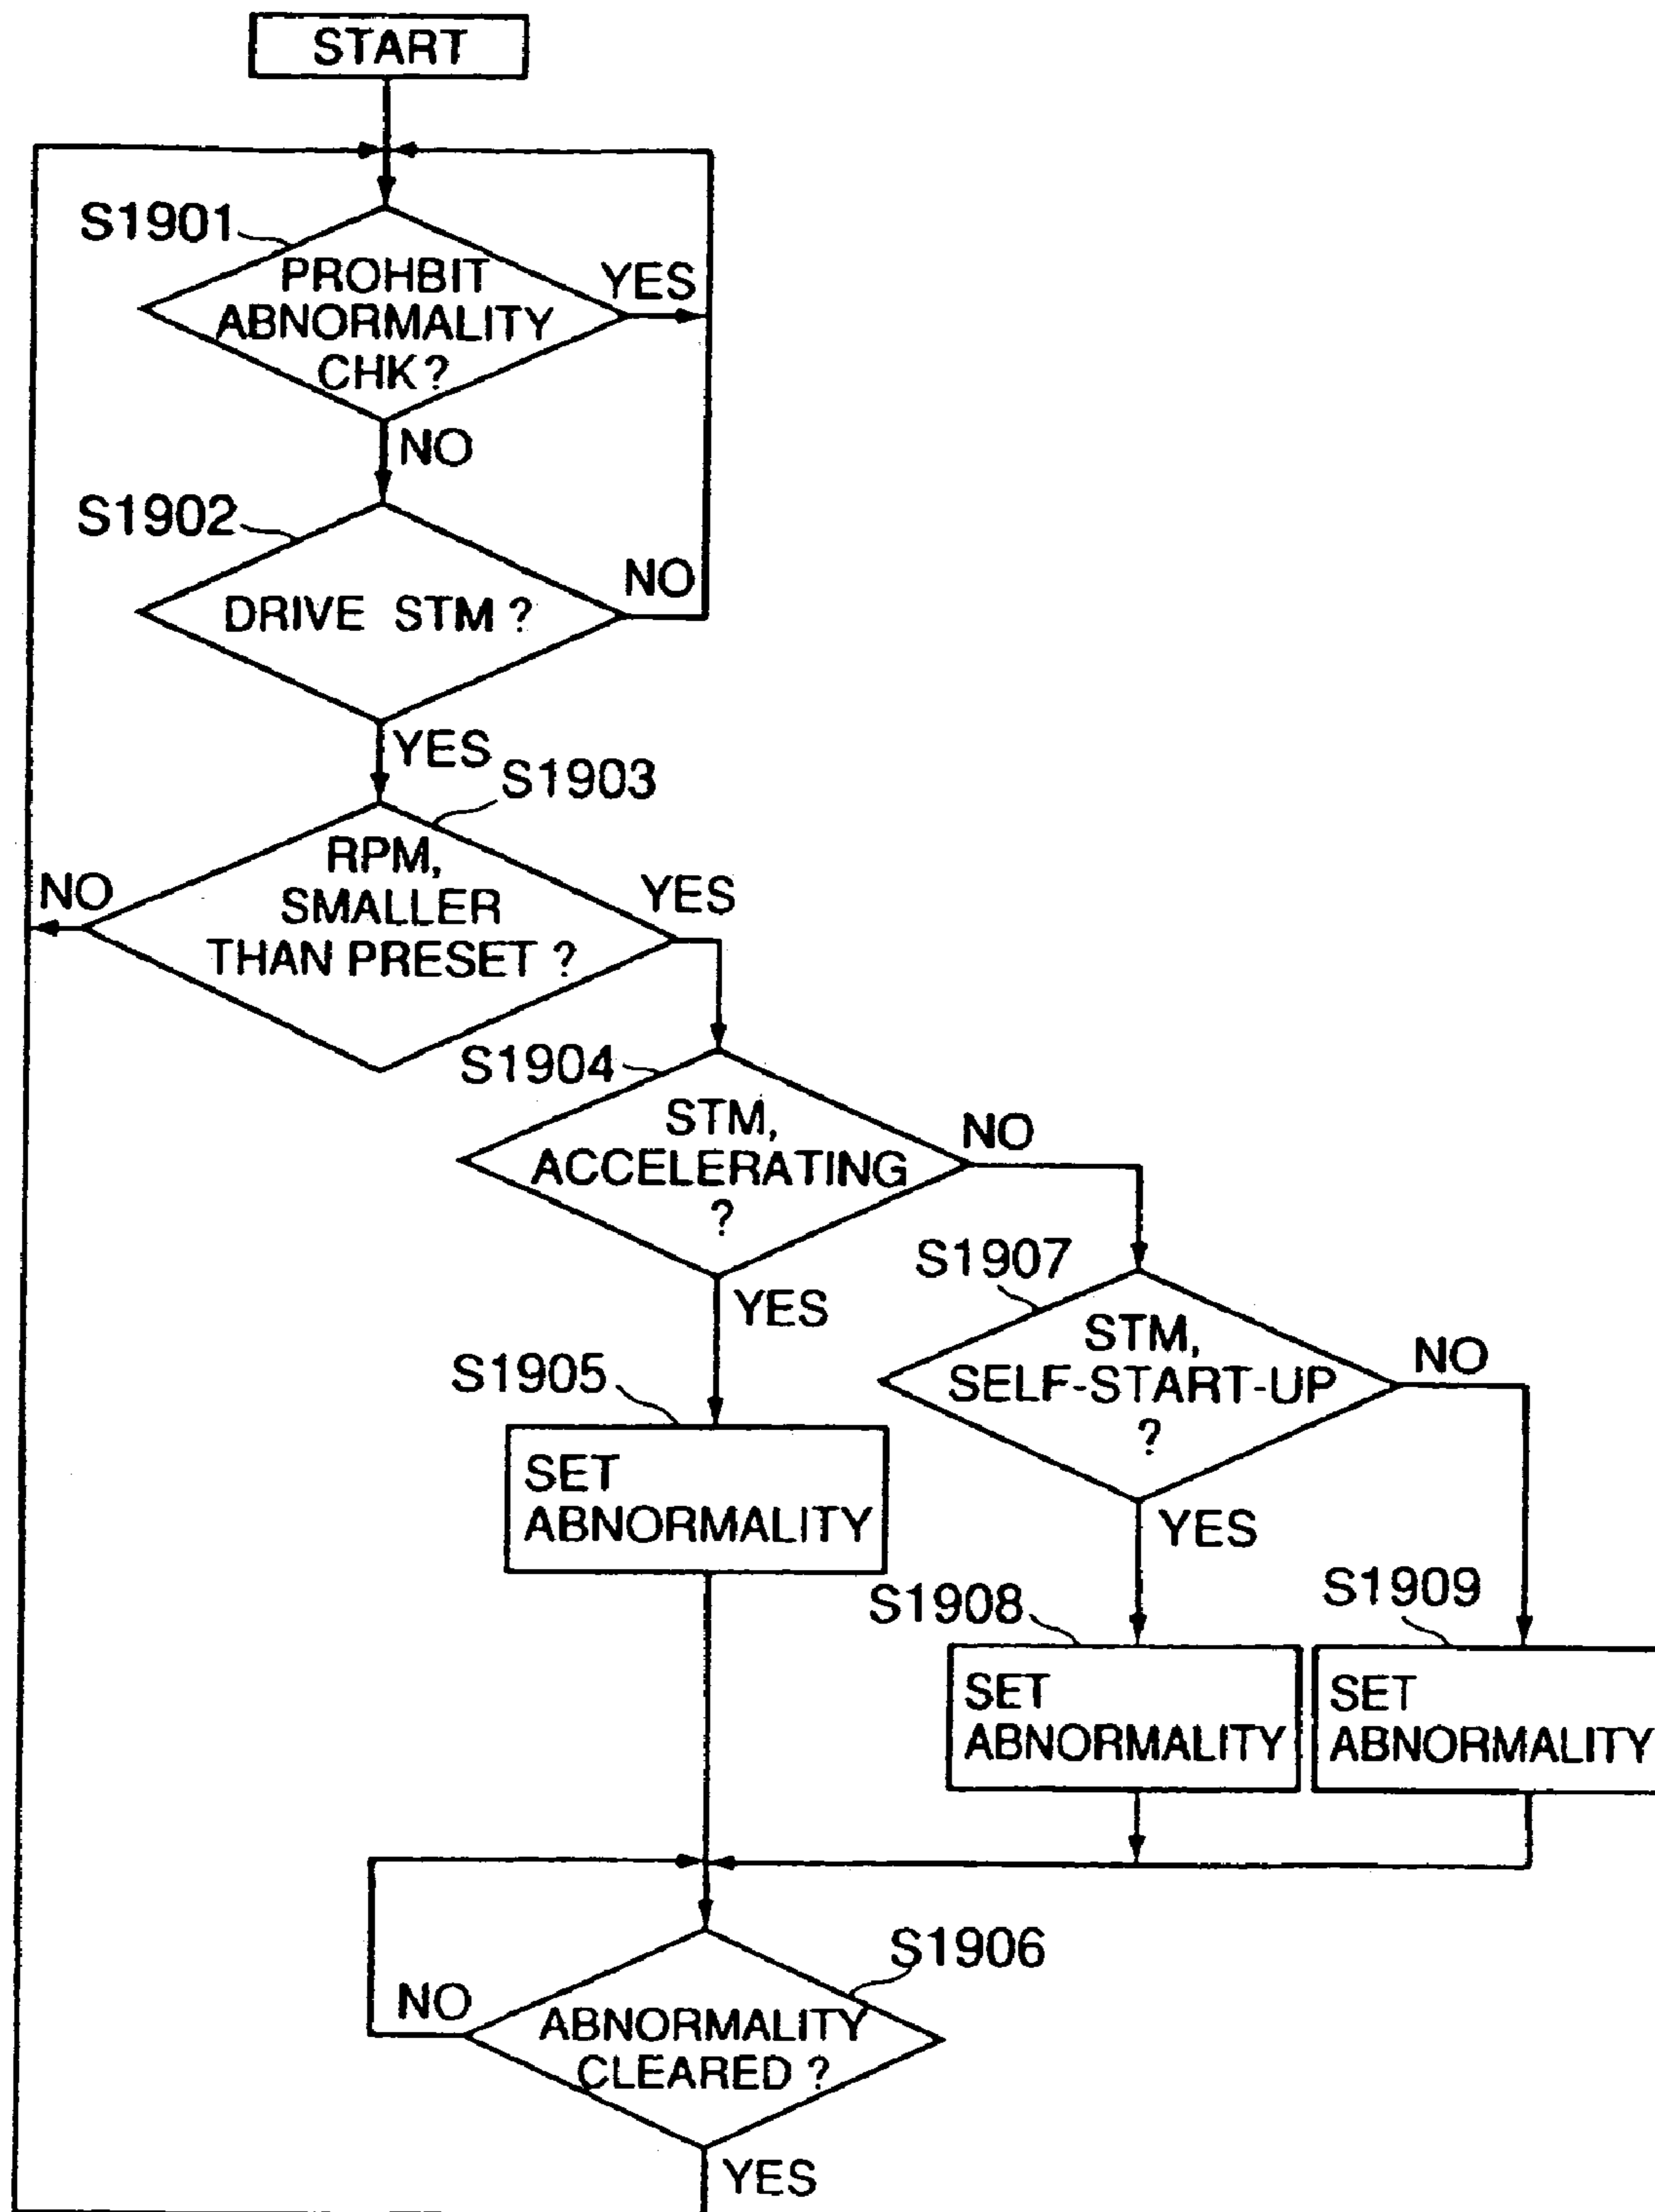 START
S1901
PROHBIT
ABNORMALITY
CHK?
YES
NO
S1902
DRIVE STM?
NO
YES
S1903
RPM,
SMALLER
THAN PRESET?
NO
YES
S1904
STM,
ACCELERATING
?
NO
YES
S1907
STM,
SELF-START-UP
?
NO
YES
S1905
SET
ABNORMALITY
S1908
SET
ABNORMALITY
S1909
SET
ABNORMALITY
S1906
ABNORMALITY
CLEARED?
NO
YES